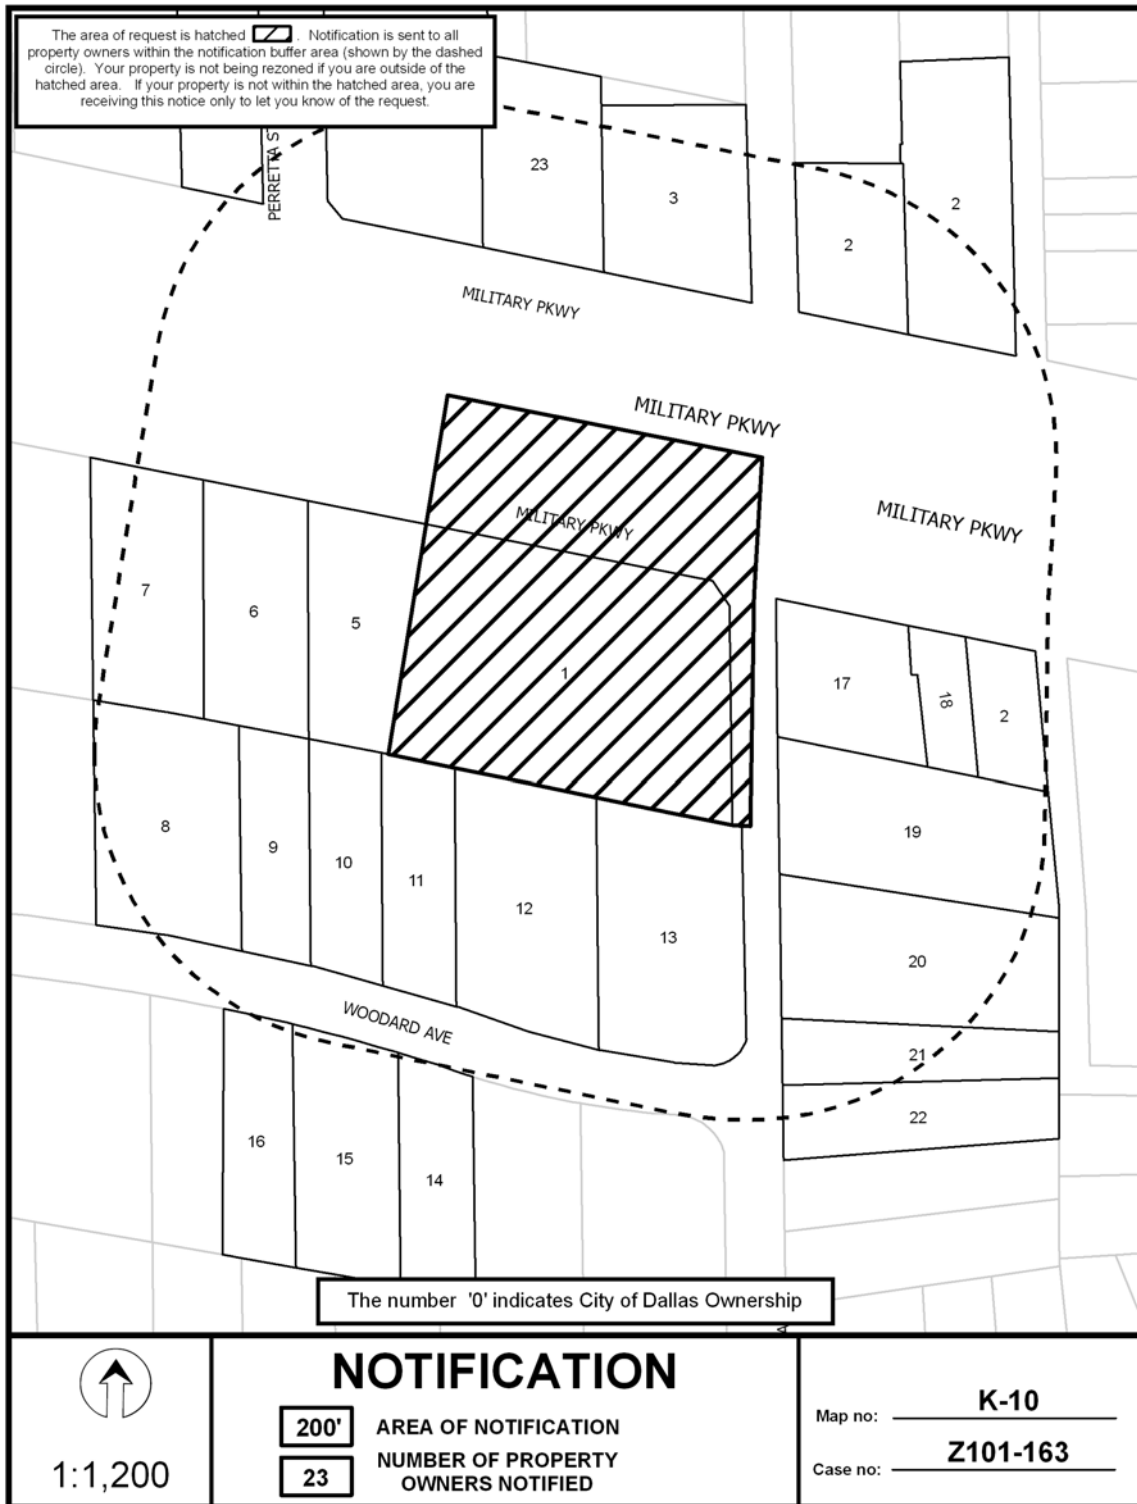 The area of request is hatched . Notification is sent to all
property owners within the notification buffer area (shown by the dashed
circle). Your property is not being rezoned if you are outside of the
hatched area. If your property is not within the hatched area, you are
receiving this notice only to let you know of the request.
PERRETTA S
23
3
2
2
MILITARY PKWY
MILITARY PKWY
MILITARY PKWY
MILITARY PKWY
7
6
5
1
17
18
2
8
9
10
11
12
13
19
20
21
22
WOODARD AVE
16
15
14
The number '0' indicates City of Dallas Ownership
1:1,200
NOTIFICATION
200' AREA OF NOTIFICATION
23 NUMBER OF PROPERTY
OWNERS NOTIFIED
Map no: K-10
Case no: Z101-163